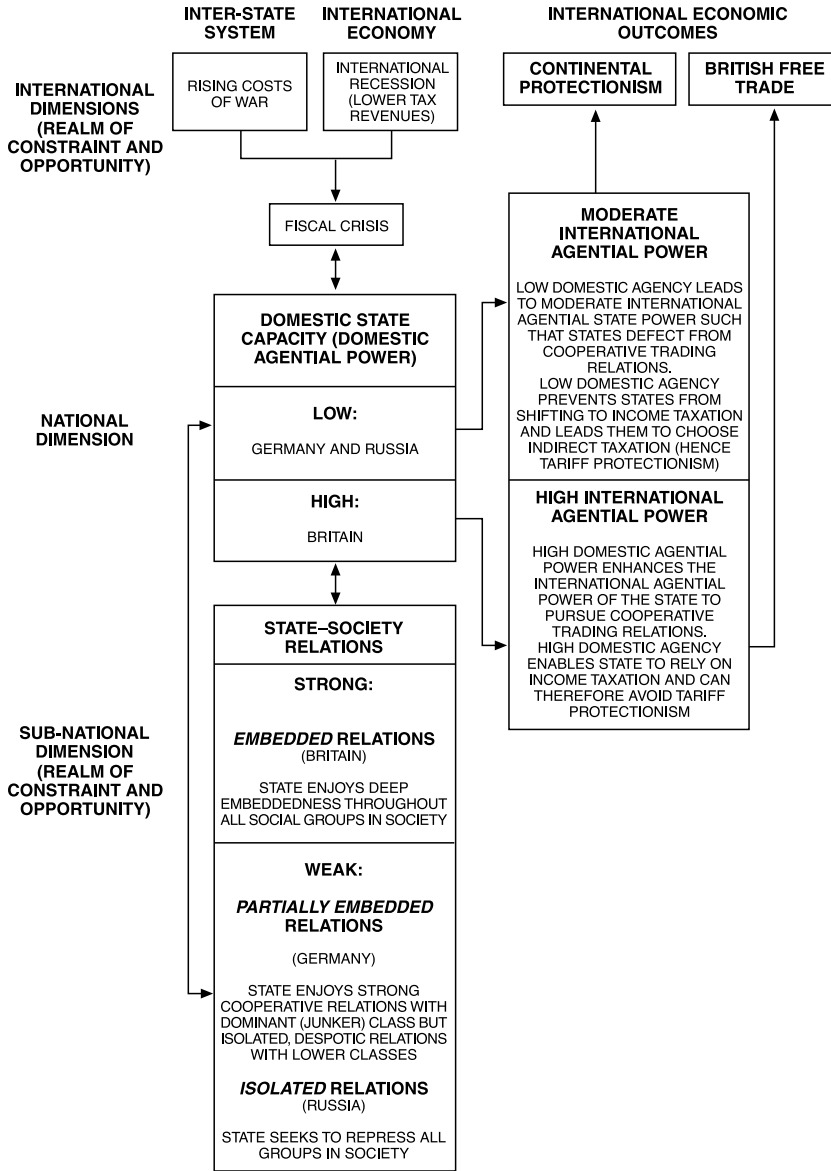 INTER-STATE
SYSTEM
INTERNATIONAL
ECONOMY
INTERNATIONAL ECONOMIC
OUTCOMES
INTERNATIONAL
DIMENSIONS
(REALM OF
CONSTRAINT AND
OPPORTUNITY)
RISING COSTS
OF WAR
INTERNATIONAL
RECESSION
(LOWER TAX
REVENUES)
CONTINENTAL
PROTECTIONISM
BRITISH FREE
TRADE
FISCAL CRISIS
MODERATE
INTERNATIONAL
AGENTIAL POWER
LOW DOMESTIC AGENCY LEADS
TO MODERATE INTERNATIONAL
AGENTIAL STATE POWER SUCH
THAT STATES DEFECT FROM
COOPERATIVE TRADING
RELATIONS.
LOW DOMESTIC AGENCY
PREVENTS STATES FROM
SHIFTING TO INCOME TAXATION
AND LEADS THEM TO CHOOSE
INDIRECT TAXATION (HENCE
TARIFF PROTECTIONISM)
DOMESTIC STATE
CAPACITY (DOMESTIC
AGENTIAL POWER)
NATIONAL
DIMENSION
LOW:
GERMANY AND RUSSIA
HIGH:
BRITAIN
HIGH INTERNATIONAL
AGENTIAL POWER
HIGH DOMESTIC AGENTIAL
POWER ENHANCES THE
INTERNATIONAL AGENTIAL
POWER OF THE STATE TO
PURSUE COOPERATIVE
TRADING RELATIONS.
HIGH DOMESTIC AGENCY
ENABLES STATE TO RELY ON
INCOME TAXATION AND CAN
THEREFORE AVOID TARIFF
PROTECTIONISM
STATE–SOCIETY
RELATIONS
SUB-NATIONAL
DIMENSION
(REALM OF
CONSTRAINT AND
OPPORTUNITY)
STRONG:
EMBEDDED RELATIONS
(BRITAIN)
STATE ENJOYS DEEP
EMBEDDEDNESS THROUGHOUT
ALL SOCIAL GROUPS IN SOCIETY
WEAK:
PARTIALLY EMBEDDED
RELATIONS
(GERMANY)
STATE ENJOYS STRONG
COOPERATIVE RELATIONS WITH
DOMINANT (JUNKER) CLASS BUT
ISOLATED, DESPOTIC RELATIONS
WITH LOWER CLASSES
ISOLATED RELATIONS
(RUSSIA)
STATE SEEKS TO REPRESS ALL
GROUPS IN SOCIETY